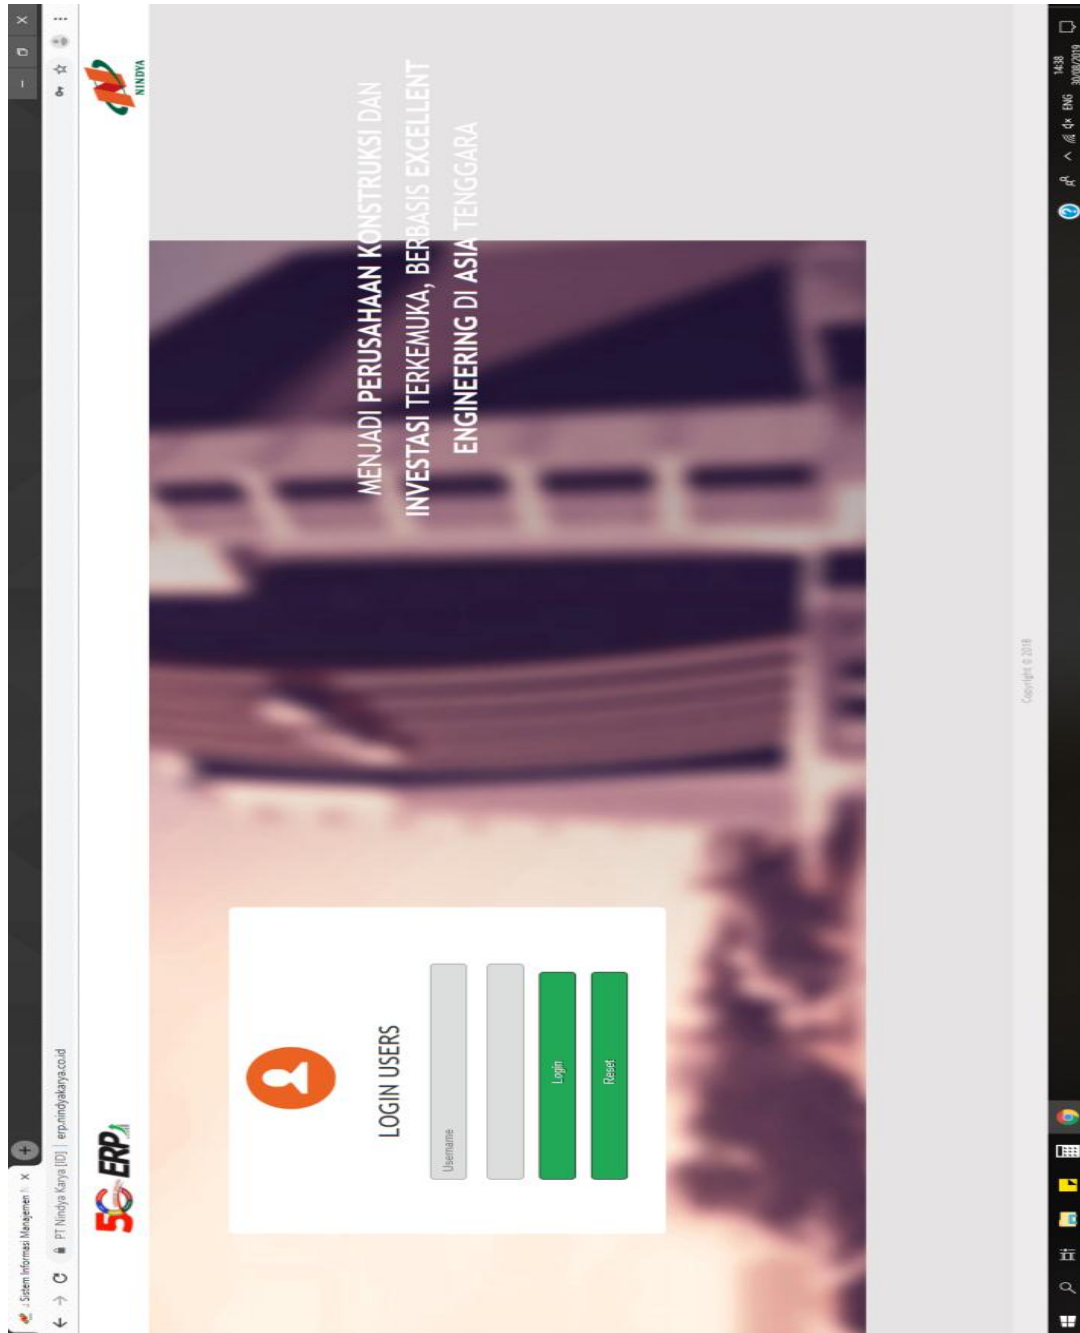 .: Sistem Informasi Manajemen N
PT Nindya Karya [ID] | erp.nindyakarya.co.id
5C ERP
NINDYA
LOGIN USERS
Username
Login
Reset
MENJADI PERUSAHAAN KONSTRUKSI DAN
INVESTASI TERKEMUKA, BERBASIS EXCELLENT
ENGINEERING DI ASIA TENGGARA
Copyright © 2018
ENG
14:38
30/08/2019